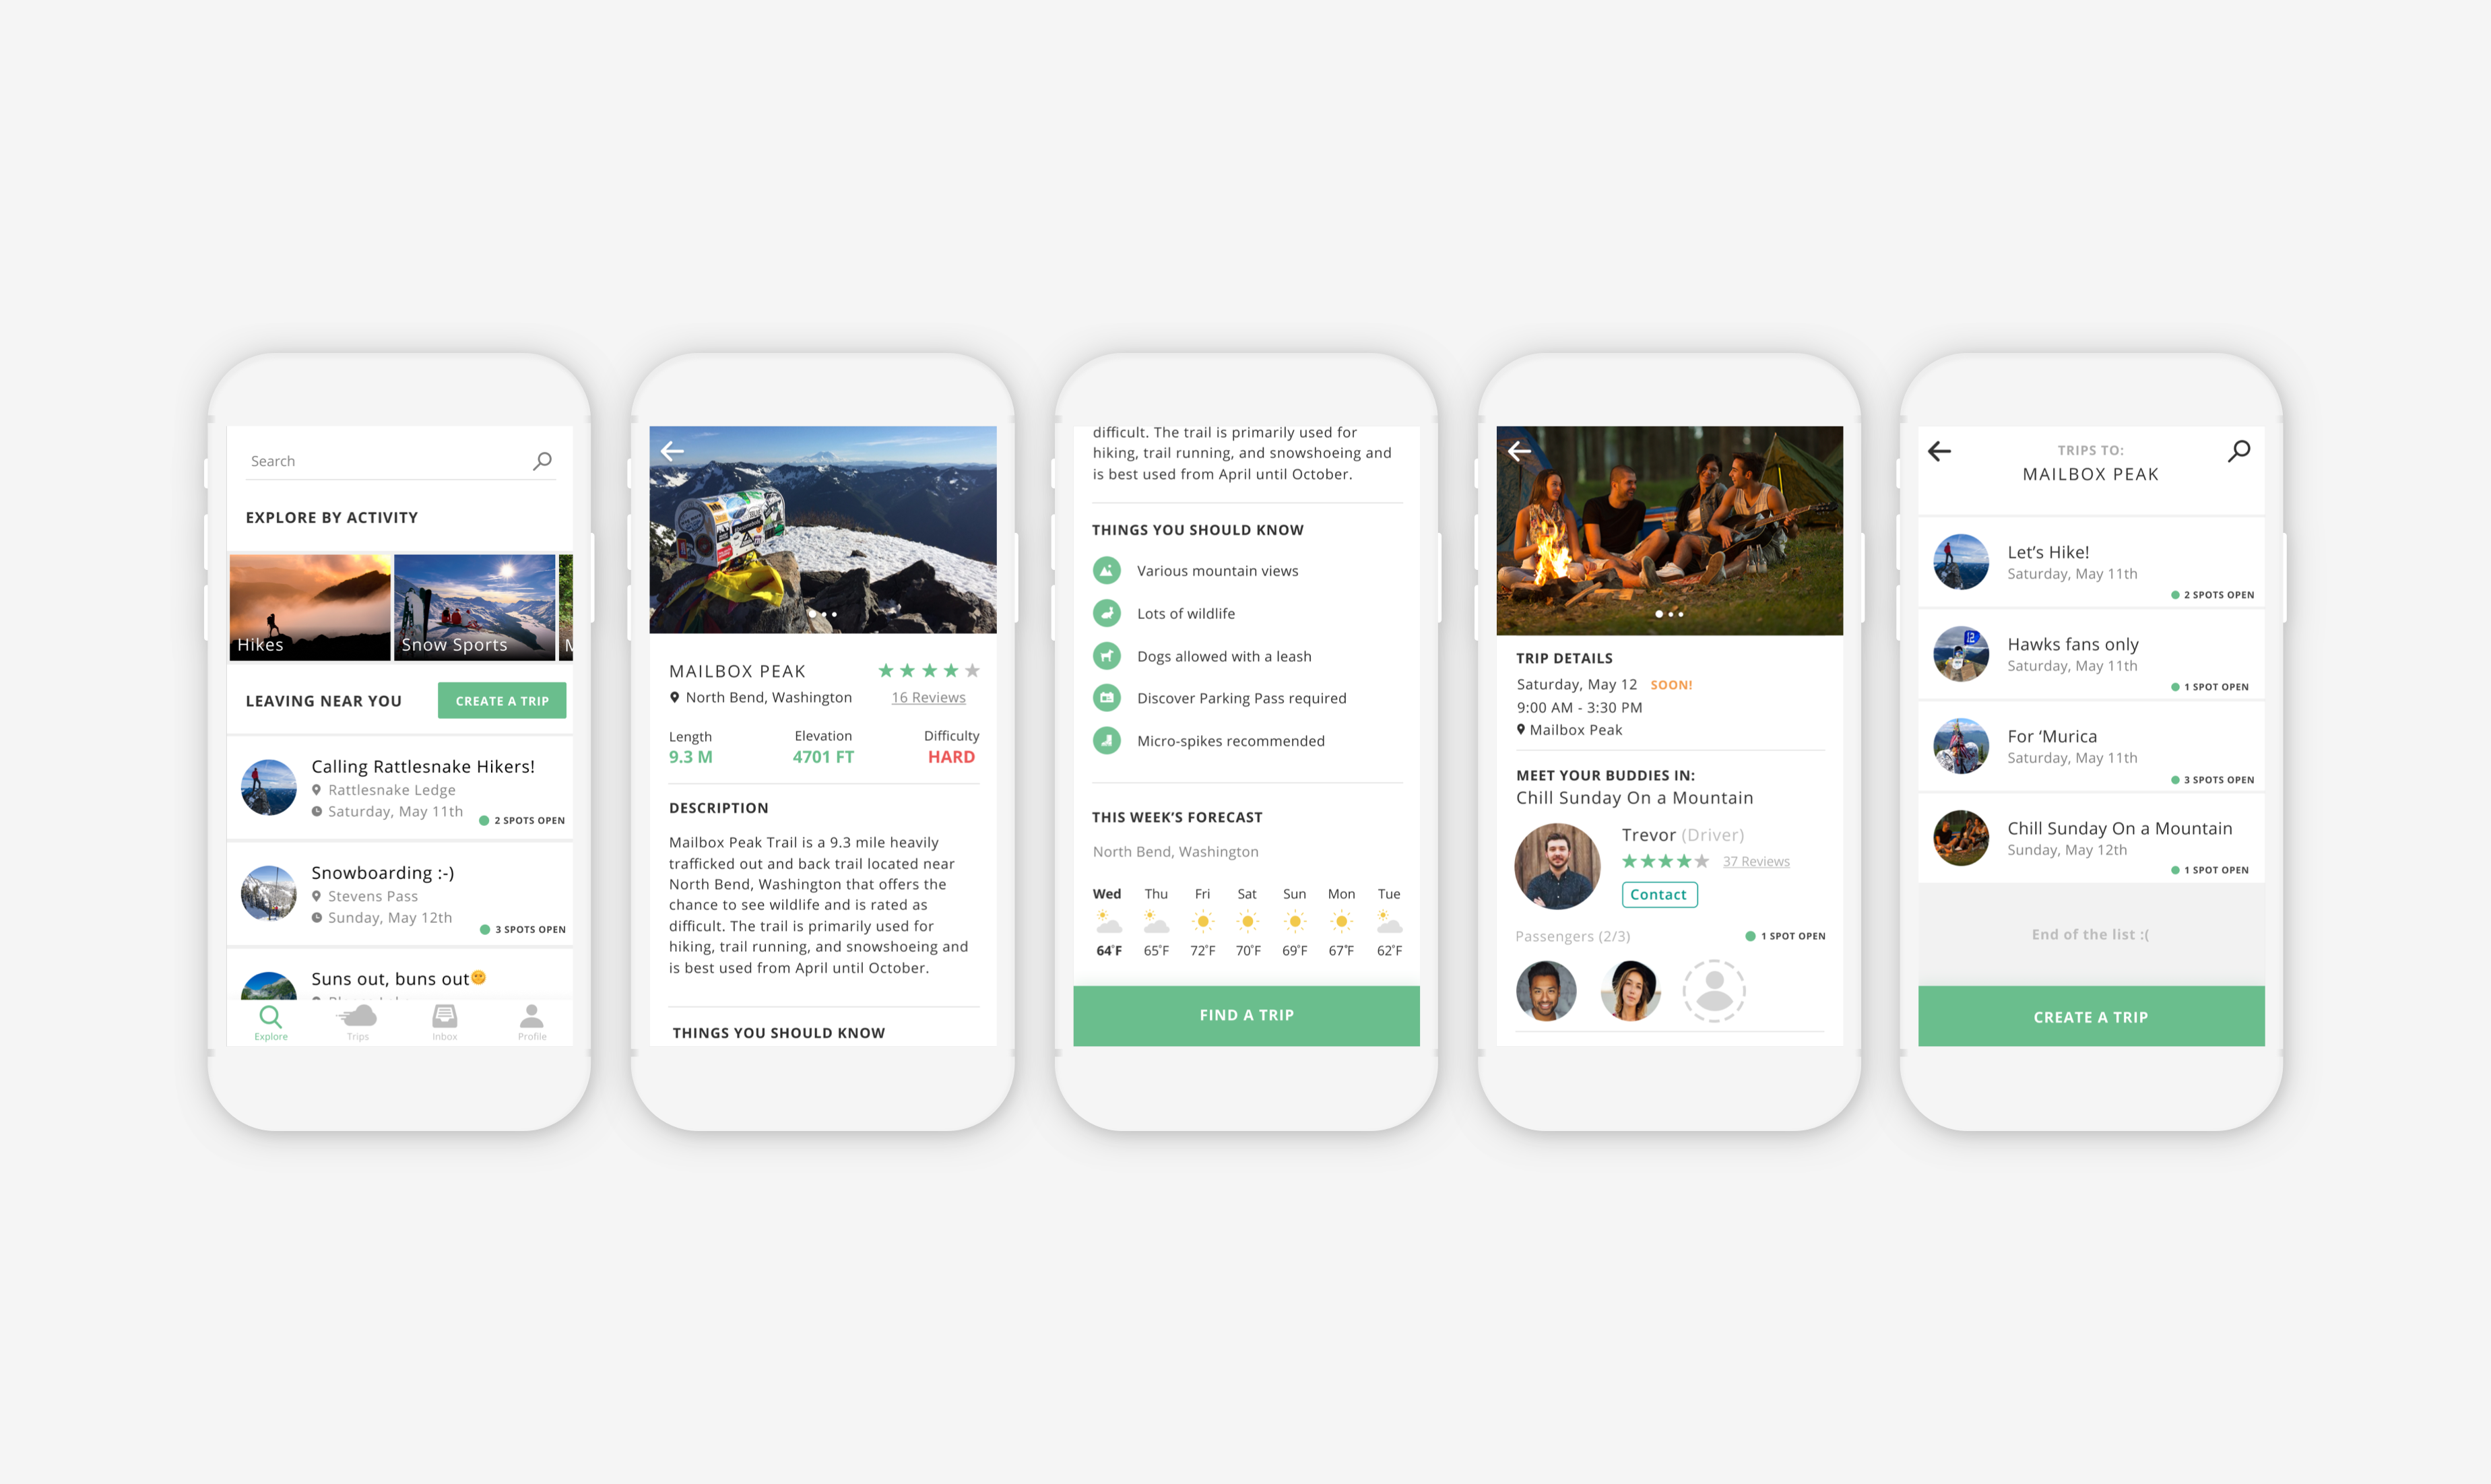 Search
EXPLORE BY ACTIVITY
Hikes
Snow Sports
LEAVING NEAR YOU
CREATE A TRIP
Calling Rattlesnake Hikers!
Rattlesnake Ledge
Saturday, May 11th
2 SPOTS OPEN
Snowboarding :-)
Stevens Pass
Sunday, May 12th
3 SPOTS OPEN
Suns out, buns out😁
Explore
Trips
Inbox
Profile
MAILBOX PEAK
North Bend, Washington
16 Reviews
Length
Elevation
Difficulty
9.3 M
4701 FT
HARD
DESCRIPTION
Mailbox Peak Trail is a 9.3 mile heavily
trafficked out and back trail located near
North Bend, Washington that offers the
chance to see wildlife and is rated as
difficult. The trail is primarily used for
hiking, trail running, and snowshoeing and
is best used from April until October.
THINGS YOU SHOULD KNOW
difficult. The trail is primarily used for
hiking, trail running, and snowshoeing and
is best used from April until October.
THINGS YOU SHOULD KNOW
Various mountain views
Lots of wildlife
Dogs allowed with a leash
Discover Parking Pass required
Micro-spikes recommended
THIS WEEK'S FORECAST
North Bend, Washington
Wed Thu Fri Sat Sun Mon Tue
64°F 65°F 72°F 70°F 69°F 67°F 62°F
FIND A TRIP
TRIP DETAILS
Saturday, May 12 SOON!
9:00 AM - 3:30 PM
Mailbox Peak
MEET YOUR BUDDIES IN:
Chill Sunday On a Mountain
Trevor (Driver)
37 Reviews
Contact
Passengers (2/3)
1 SPOT OPEN
TRIPS TO:
MAILBOX PEAK
Let's Hike!
Saturday, May 11th
2 SPOTS OPEN
12
Hawks fans only
Saturday, May 11th
1 SPOT OPEN
For 'Murica
Saturday, May 11th
3 SPOTS OPEN
Chill Sunday On a Mountain
Sunday, May 12th
1 SPOT OPEN
End of the list :(
CREATE A TRIP